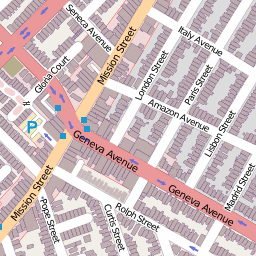 Seneca Avenue
Mission Street
Italy Avenue
Gloria Court
London Street
Paris Street
Amazon Avenue
Lisbon Street
P
Geneva Avenue
Geneva Avenue
Madrid Street
Mission Street
Pope Street
Curtis Street
Rolph Street